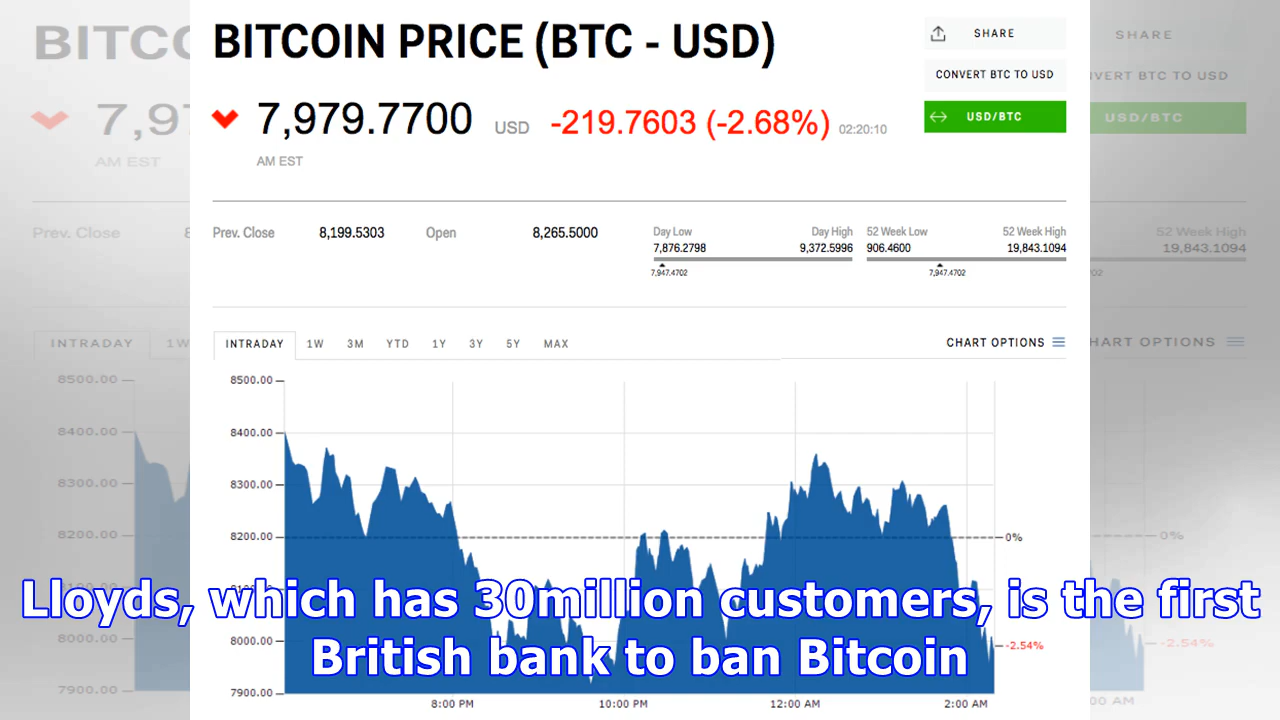 BITCOIN PRICE (BTC - USD)
SHARE
CONVERT BTC TO USD
7,979.7700 USD -219.7603 (-2.68%) 02:20:10
USD/BTC
AM EST
Prev. Close 8,199.5303 Open 8,265.5000
Day Low Day High 52 Week Low 52 Week High
7,876.2798 9,372.5996 906.4600 19,843.1094
7,947.4702 7,947.4702
INTRADAY 1W 3M YTD 1Y 3Y 5Y MAX CHART OPTIONS
8500.00
8400.00
8300.00
8200.00 0%
Lloyds, which has 30million customers, is the first
8000.00 -2.54%
British bank to ban Bitcoin
7900.00
8:00 PM 10:00 PM 12:00 AM 2:00 AM